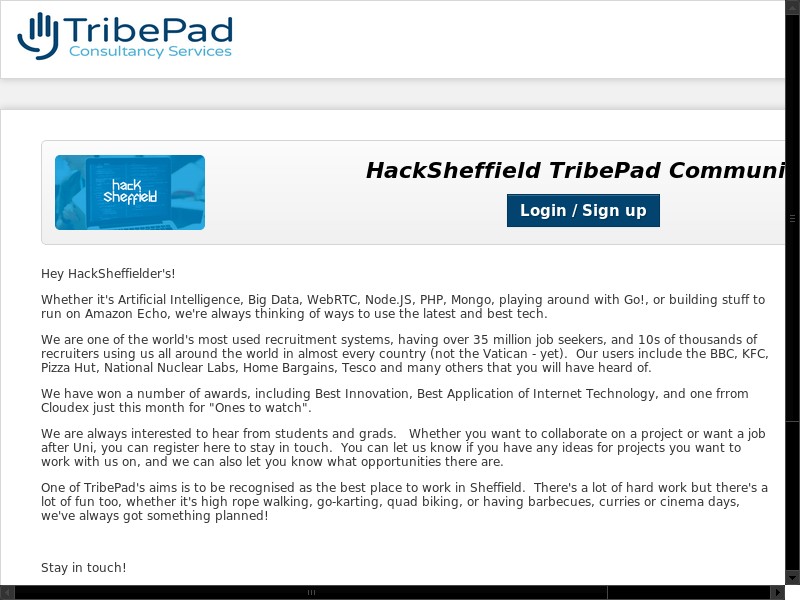 TribePad
Consultancy Services
hack
sheffield
HackSheffield TribePad Communi
Login / Sign up
Hey HackSheffielder's!
Whether it's Artificial Intelligence, Big Data, WebRTC, Node.JS, PHP, Mongo, playing around with Go!, or building stuff to
run on Amazon Echo, we're always thinking of ways to use the latest and best tech.
We are one of the world's most used recruitment systems, having over 35 million job seekers, and 10s of thousands of
recruiters using us all around the world in almost every country (not the Vatican - yet).  Our users include the BBC, KFC,
Pizza Hut, National Nuclear Labs, Home Bargains, Tesco and many others that you will have heard of.
We have won a number of awards, including Best Innovation, Best Application of Internet Technology, and one frrom
Cloudex just this month for "Ones to watch".
We are always interested to hear from students and grads.   Whether you want to collaborate on a project or want a job
after Uni, you can register here to stay in touch.  You can let us know if you have any ideas for projects you want to
work with us on, and we can also let you know what opportunities there are.
One of TribePad's aims is to be recognised as the best place to work in Sheffield.  There's a lot of hard work but there's a
lot of fun too, whether it's high rope walking, go-karting, quad biking, or having barbecues, curries or cinema days,
we've always got something planned!
Stay in touch!